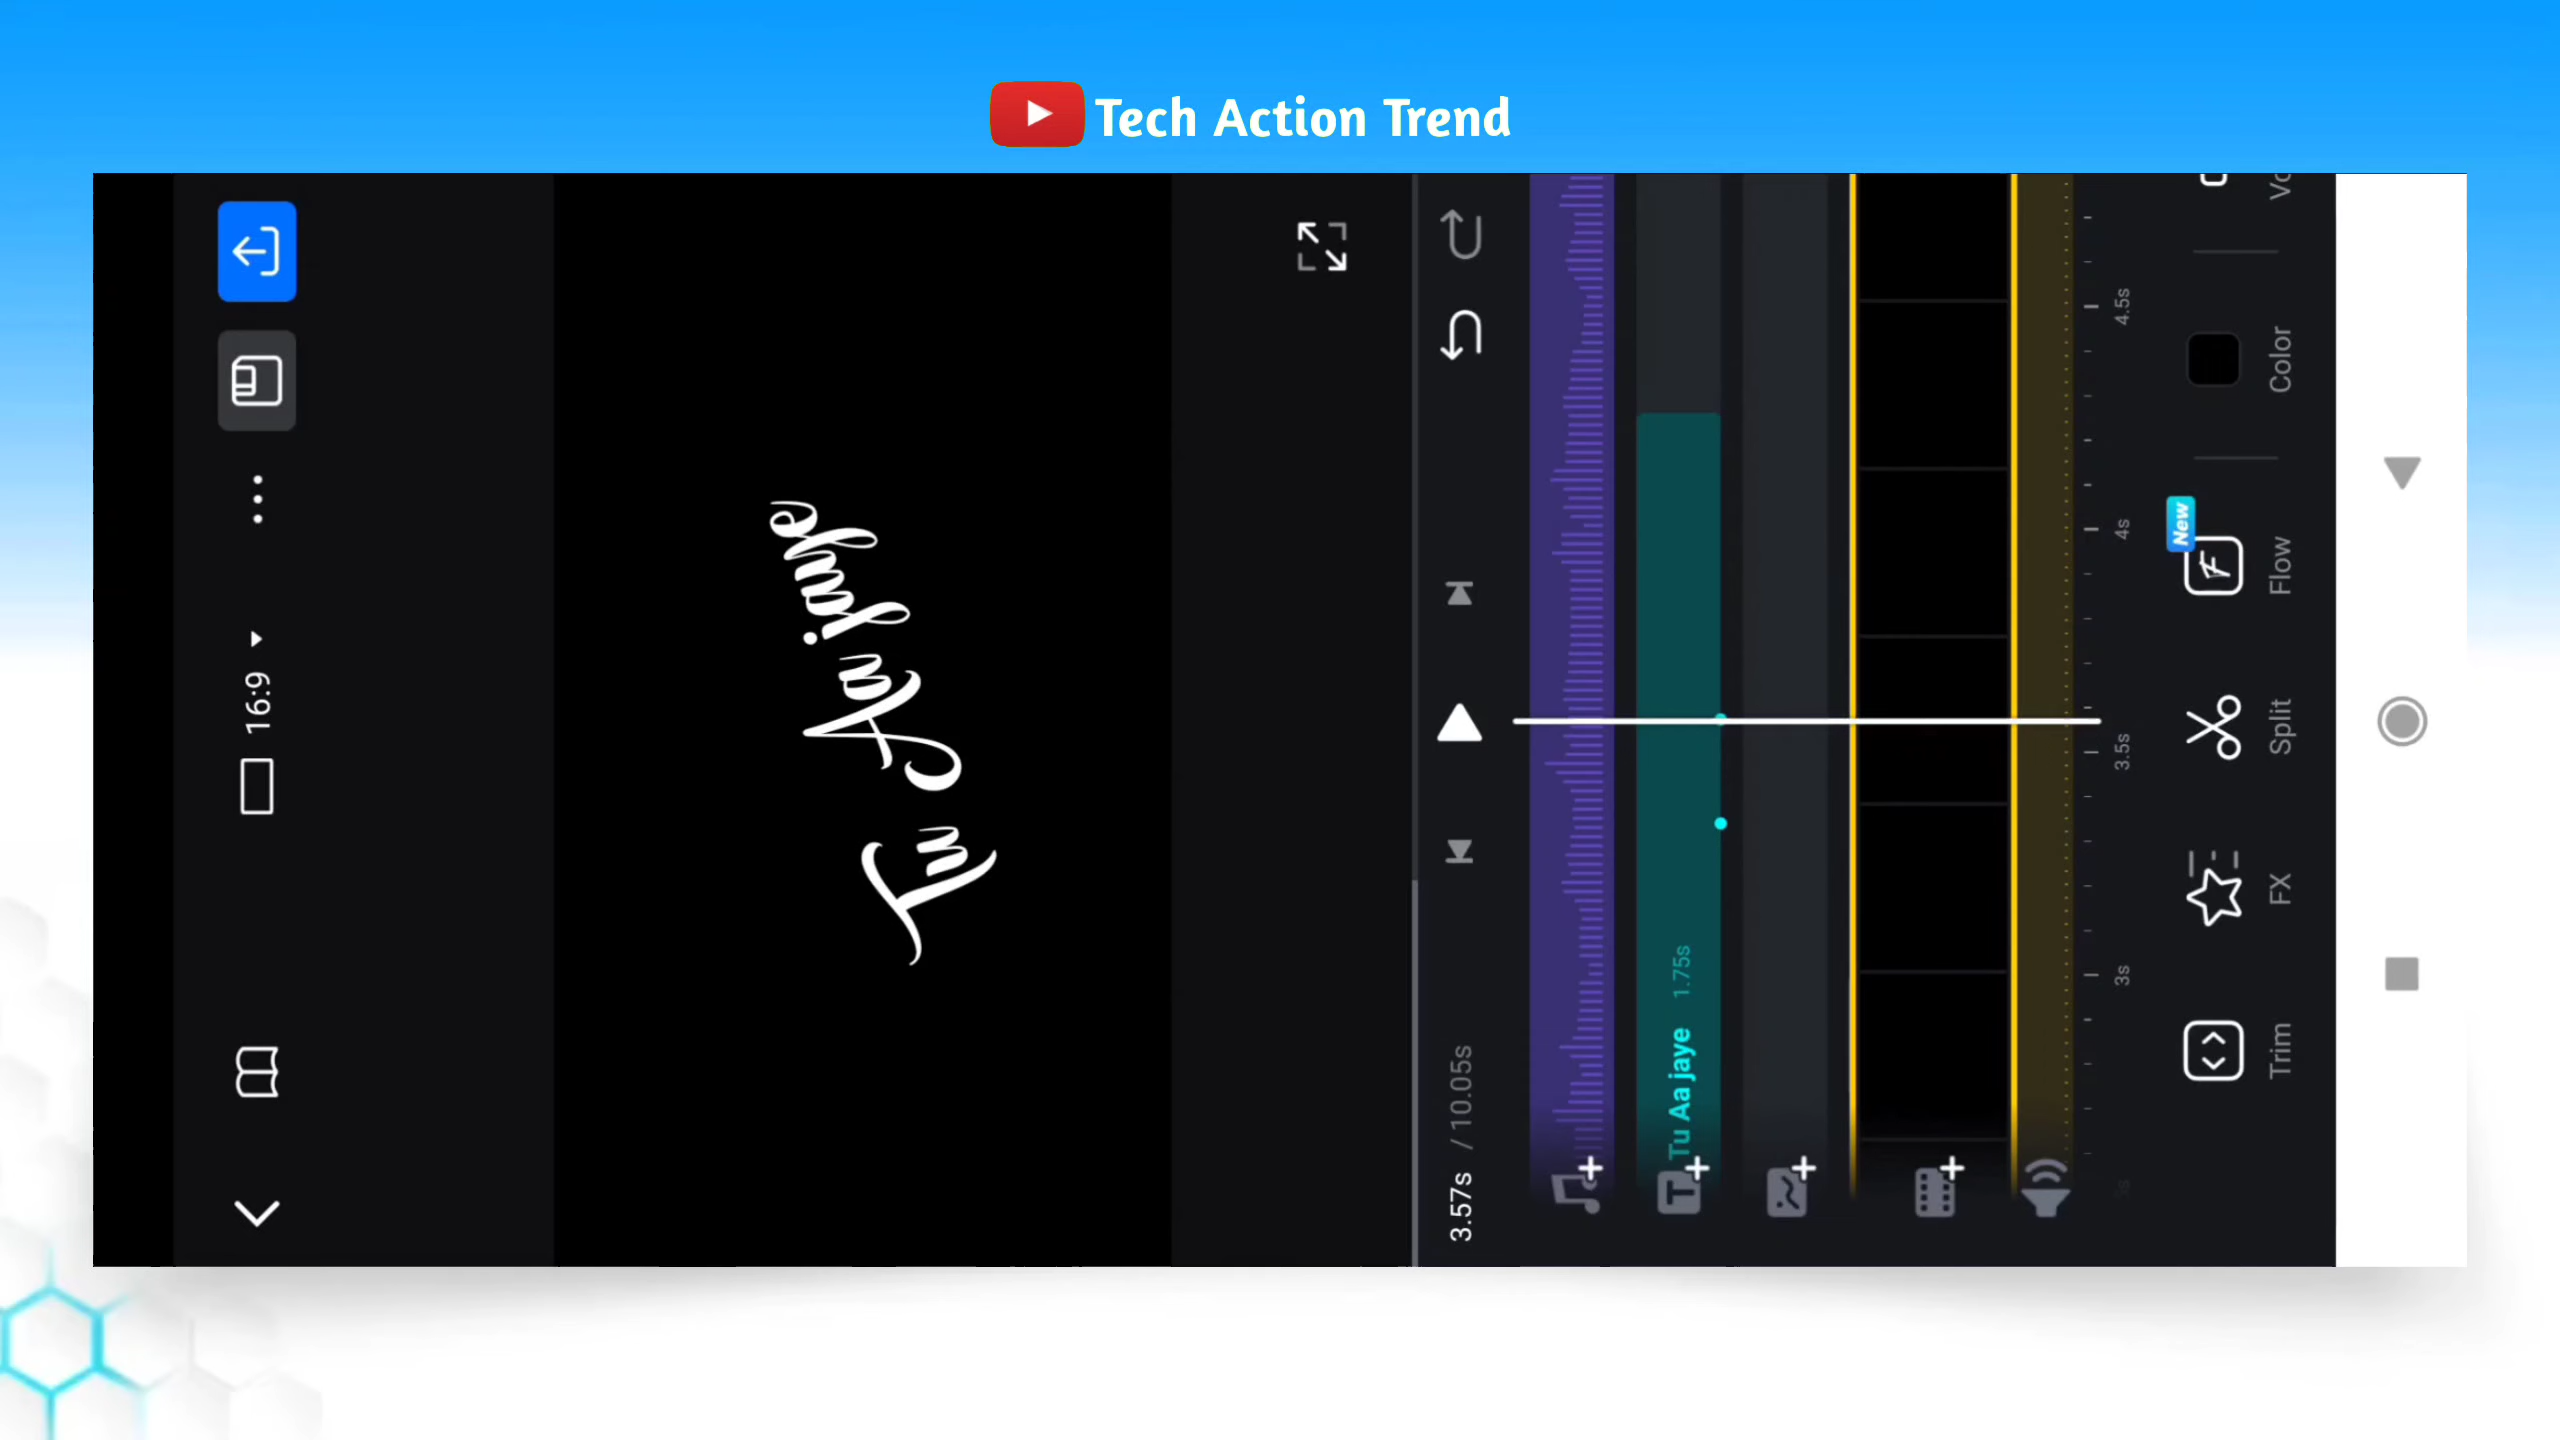 Tech Action Trend
16:9
Tu Aa jaye
3.57s / 10.05s
Tu Aa jaye 1.75s
3s
3.5s
4s
4.5s
Trim
FX
Split
New
Flow
Color